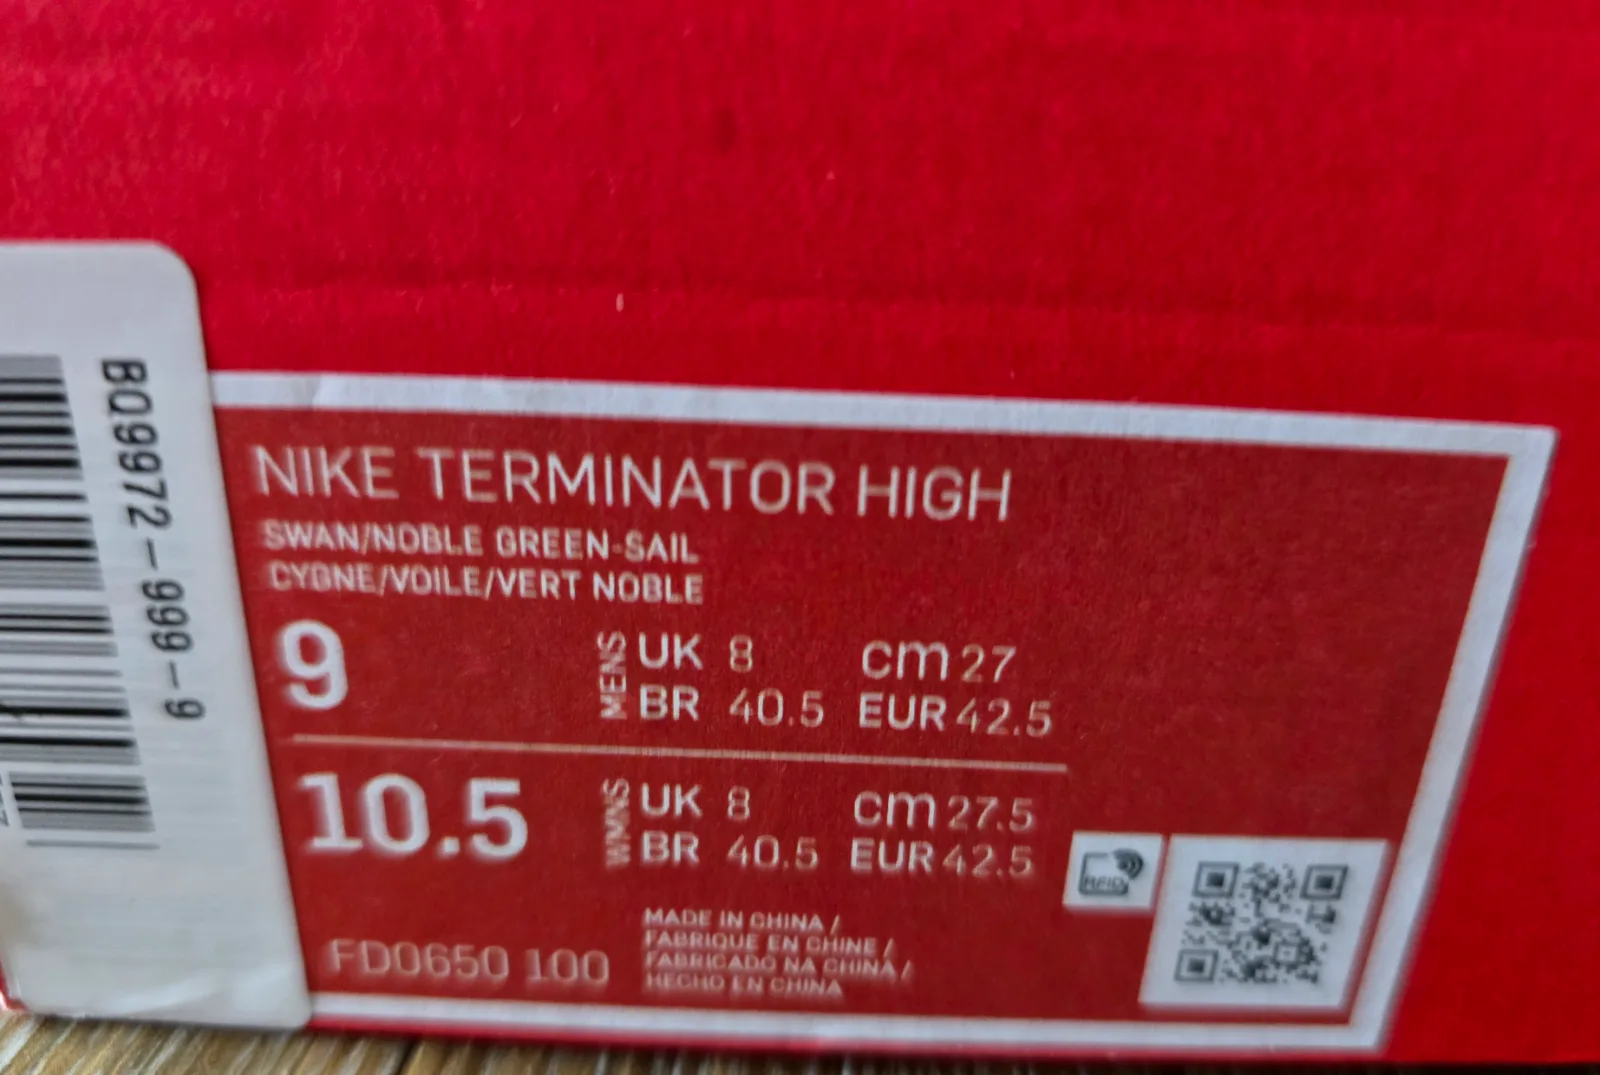 BQ9972-999-9
NIKE TERMINATOR HIGH
SWAN/NOBLE GREEN-SAIL
CYGNE/VOILE/VERT NOBLE
9
MENS
UK 8 cm 27
BR 40.5 EUR 42.5
10.5
WMNS
UK 8 cm 27.5
BR 40.5 EUR 42.5
FD0650 100
MADE IN CHINA /
FABRIQUE EN CHINE /
FABRICADO NA CHINA /
HECHO EN CHINA
RFID